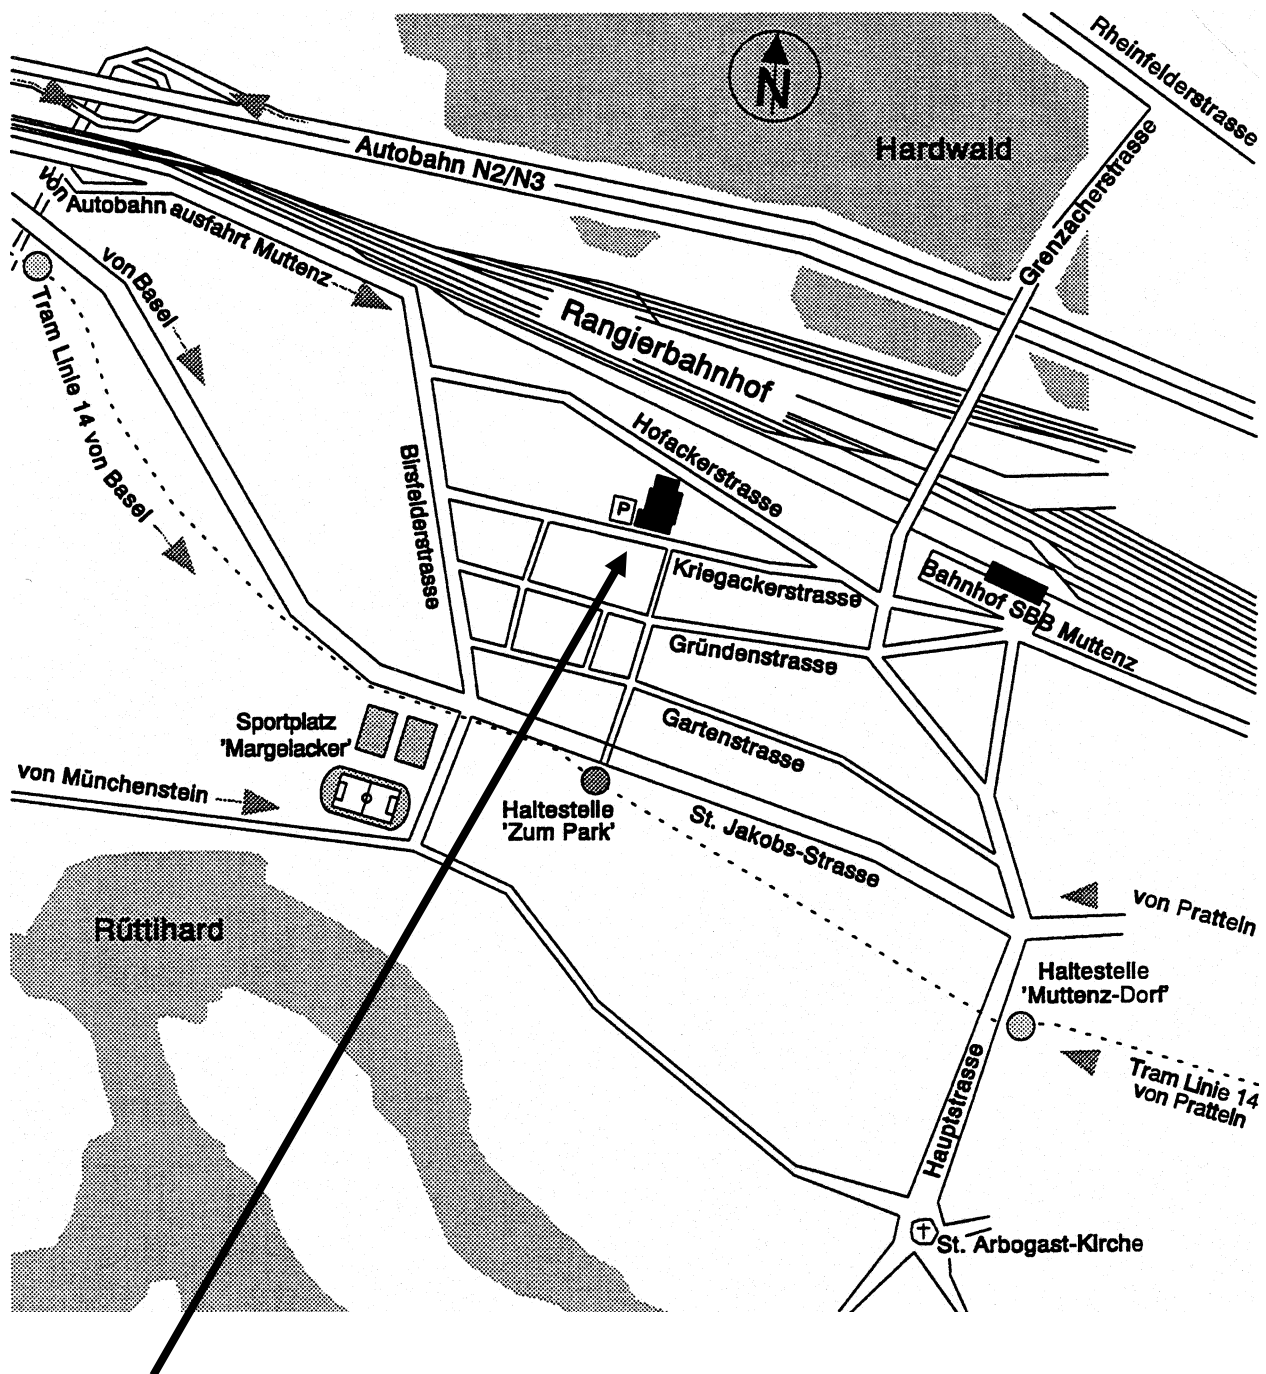 Rheinfelderstrasse
N
Hardwald
Autobahn N2/N3
Grenzacherstrasse
von
Autobahn ausfahrt Muttenz
von Basel
Tram Linie 14 von Basel
Rangierbahnhof
Hofackerstrasse
Birsfelderstrasse
P
Kriegackerstrasse
Bahnhof SBB Muttenz
Gründenstrasse
Gartenstrasse
Sportplatz
'Margelacker'
von Münchenstein
Haltestelle
'Zum Park'
St. Jakobs-Strasse
von Pratteln
Rüttihard
Haltestelle
'Muttenz-Dorf'
Tram Linie 14
von Pratteln
Hauptstrasse
St. Arbogast-Kirche